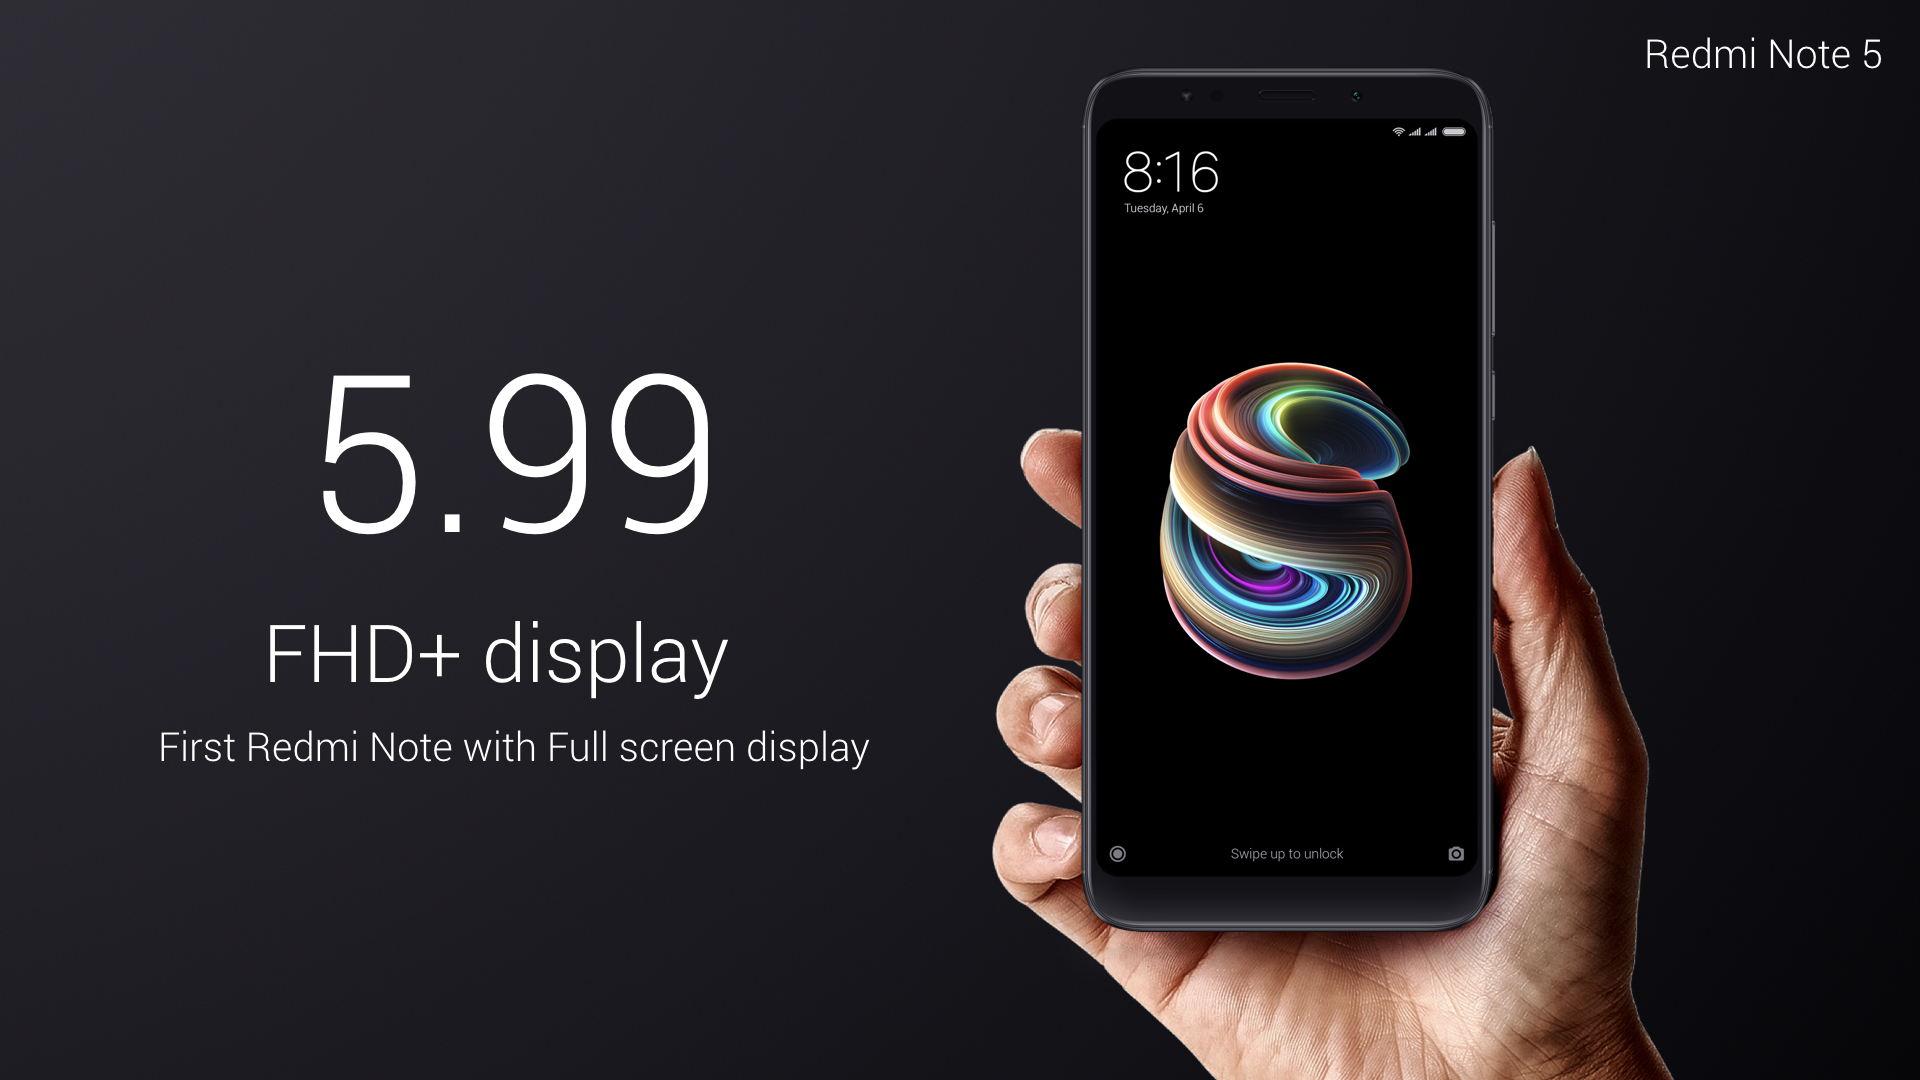 Redmi Note 5
8:16
Tuesday, April 6
5.99
FHD+ display
First Redmi Note with Full screen display
Swipe up to unlock